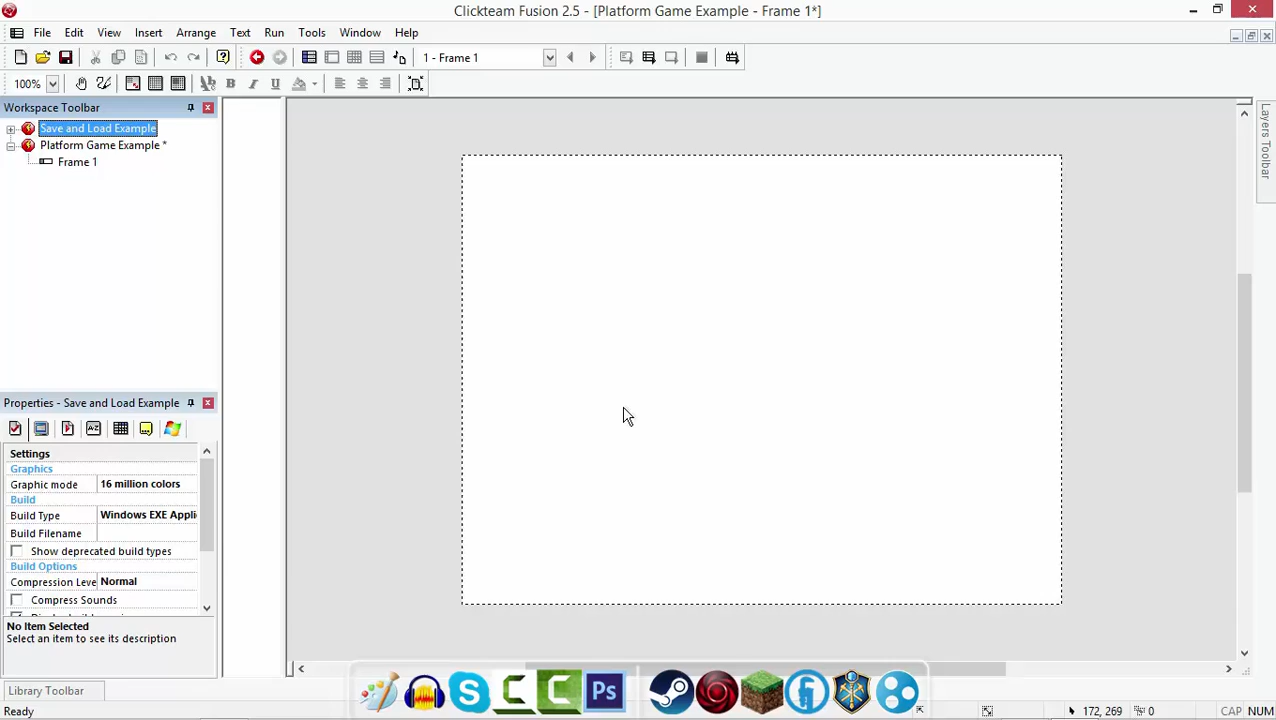 Clickteam Fusion 2.5 - [Platform Game Example - Frame 1*]
File Edit View Insert Arrange Text Run Tools Window Help
1 - Frame 1
100%
Workspace Toolbar
Save and Load Example
Platform Game Example *
Frame 1
Layers Toolbar
Properties - Save and Load Example
Settings
Graphics
Graphic mode 16 million colors
Build
Build Type Windows EXE Appli
Build Filename
Show deprecated build types
Build Options
Compression Leve Normal
Compress Sounds
No Item Selected
Select an item to see its description
Library Toolbar
Ps
Ready
172, 269 0 CAP NUM